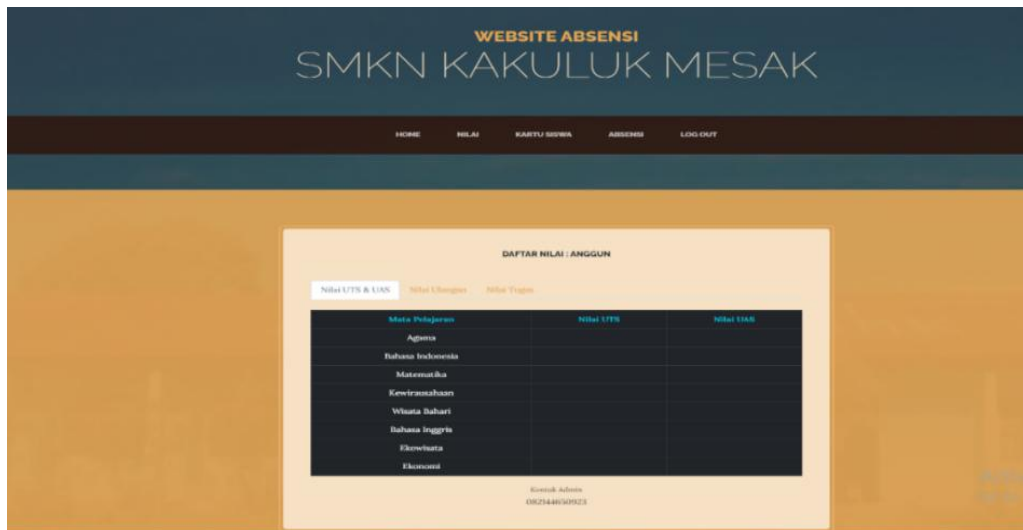 WEBSITE ABSENSI
SMKN KAKULUK MESAK
HOME NILAI KARTU SISWA ABSENSI LOG OUT
DAFTAR NILAI : ANGGUN
Nilai UTS & UAS Nilai Ulangan Nilai Tugas
Mata Pelajaran Nilai UTS Nilai UAS
Agama
Bahasa Indonesia
Matematika
Kewirausahaan
Wisata Bahari
Bahasa Inggris
Ekowisata
Ekonomi
Kontak Admin
082144650923